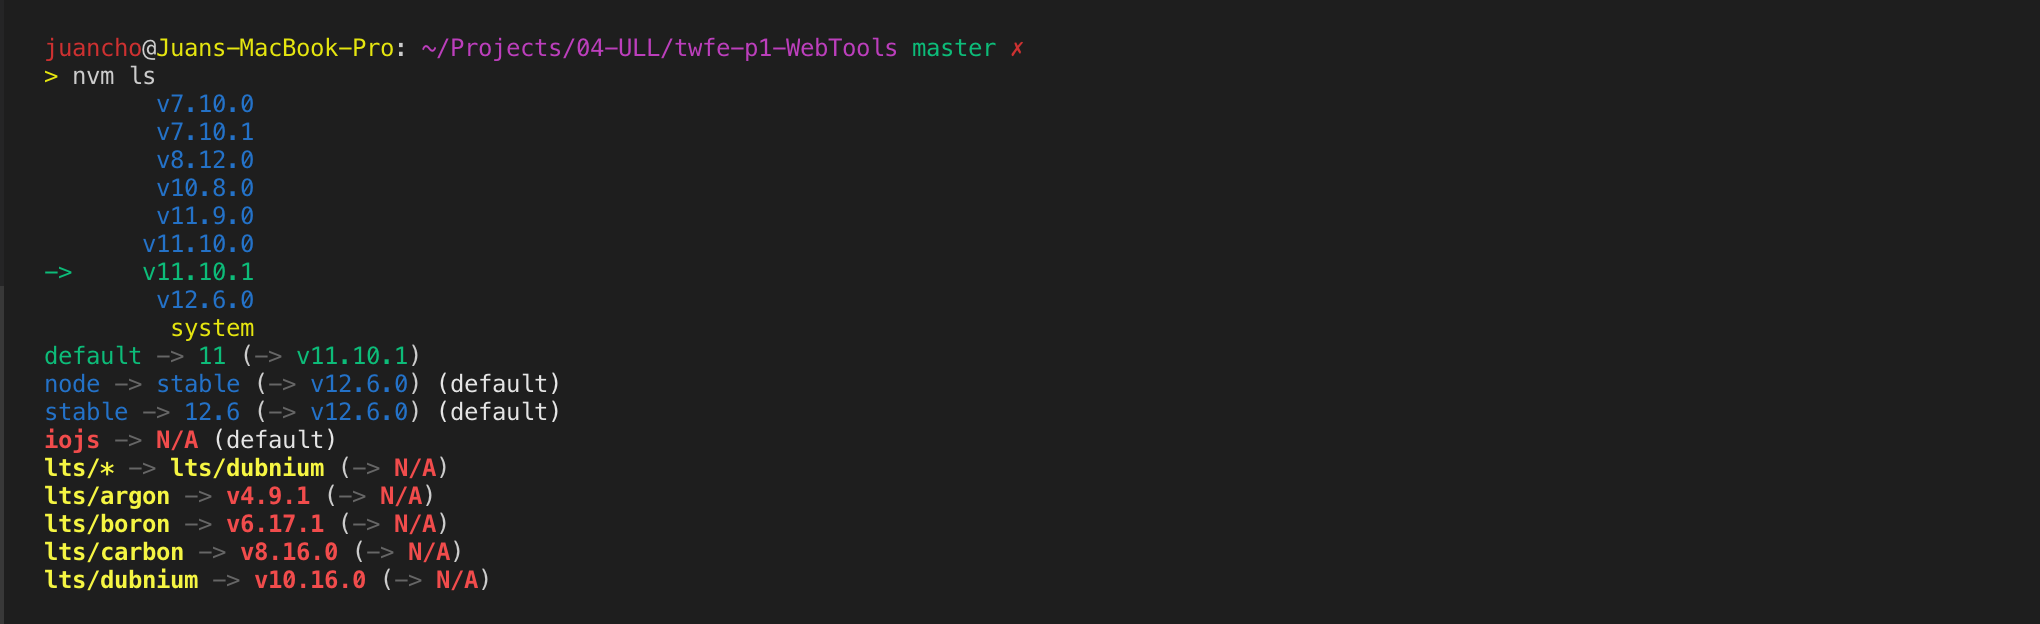 juancho@Juans-MacBook-Pro: ~/Projects/04-ULL/twfe-p1-WebTools master ✗
> nvm ls
        v7.10.0
        v7.10.1
        v8.12.0
        v10.8.0
        v11.9.0
       v11.10.0
->     v11.10.1
        v12.6.0
         system
default -> 11 (-> v11.10.1)
node -> stable (-> v12.6.0) (default)
stable -> 12.6 (-> v12.6.0) (default)
iojs -> N/A (default)
lts/* -> lts/dubnium (-> N/A)
lts/argon -> v4.9.1 (-> N/A)
lts/boron -> v6.17.1 (-> N/A)
lts/carbon -> v8.16.0 (-> N/A)
lts/dubnium -> v10.16.0 (-> N/A)